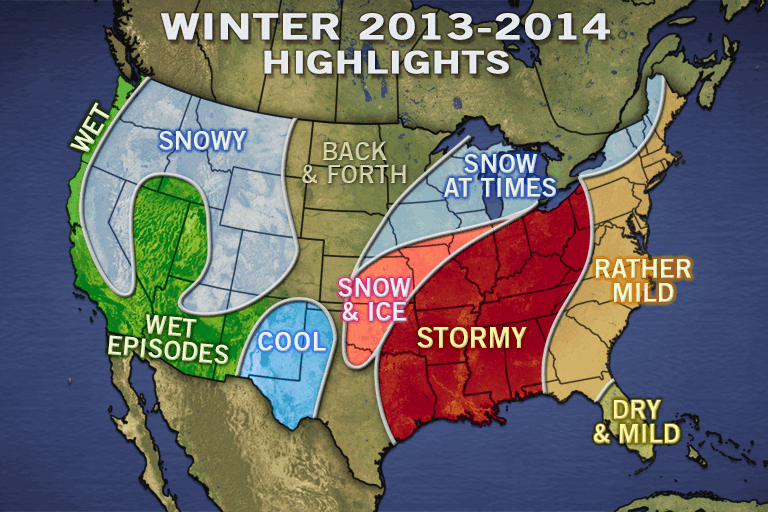 WINTER 2013-2014
HIGHLIGHTS
WET
SNOWY
BACK
& FORTH
SNOW
AT TIMES
RATHER
MILD
SNOW
& ICE
WET
EPISODES
COOL
STORMY
DRY
& MILD